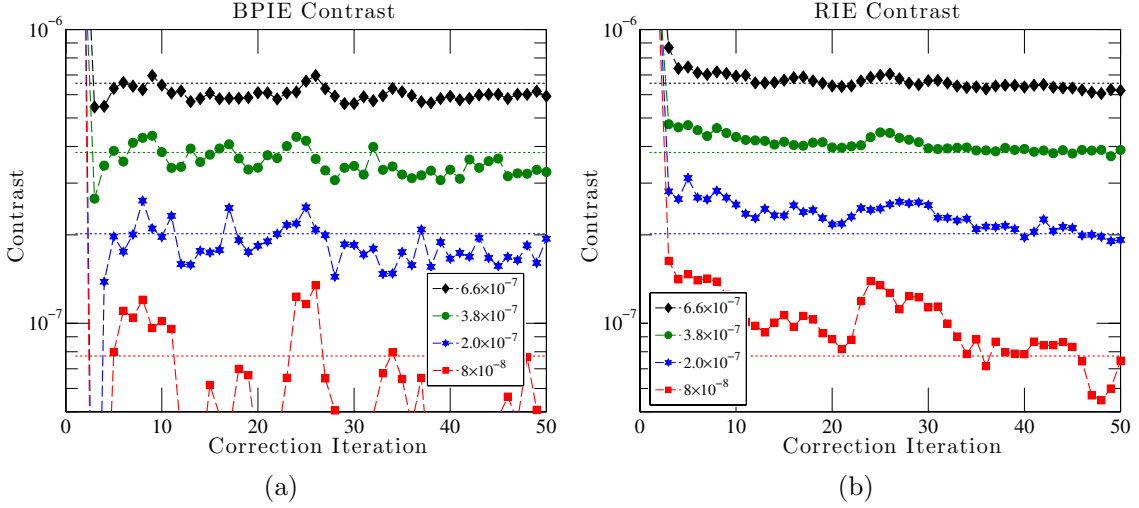 BPIE Contrast
10⁻⁶
10⁻⁷
Contrast
6.6×10⁻⁷
3.8×10⁻⁷
2.0×10⁻⁷
8×10⁻⁸
0 10 20 30 40 50
Correction Iteration
(a)
RIE Contrast
10⁻⁶
10⁻⁷
Contrast
6.6×10⁻⁷
3.8×10⁻⁷
2.0×10⁻⁷
8×10⁻⁸
0 10 20 30 40 50
Correction Iteration
(b)